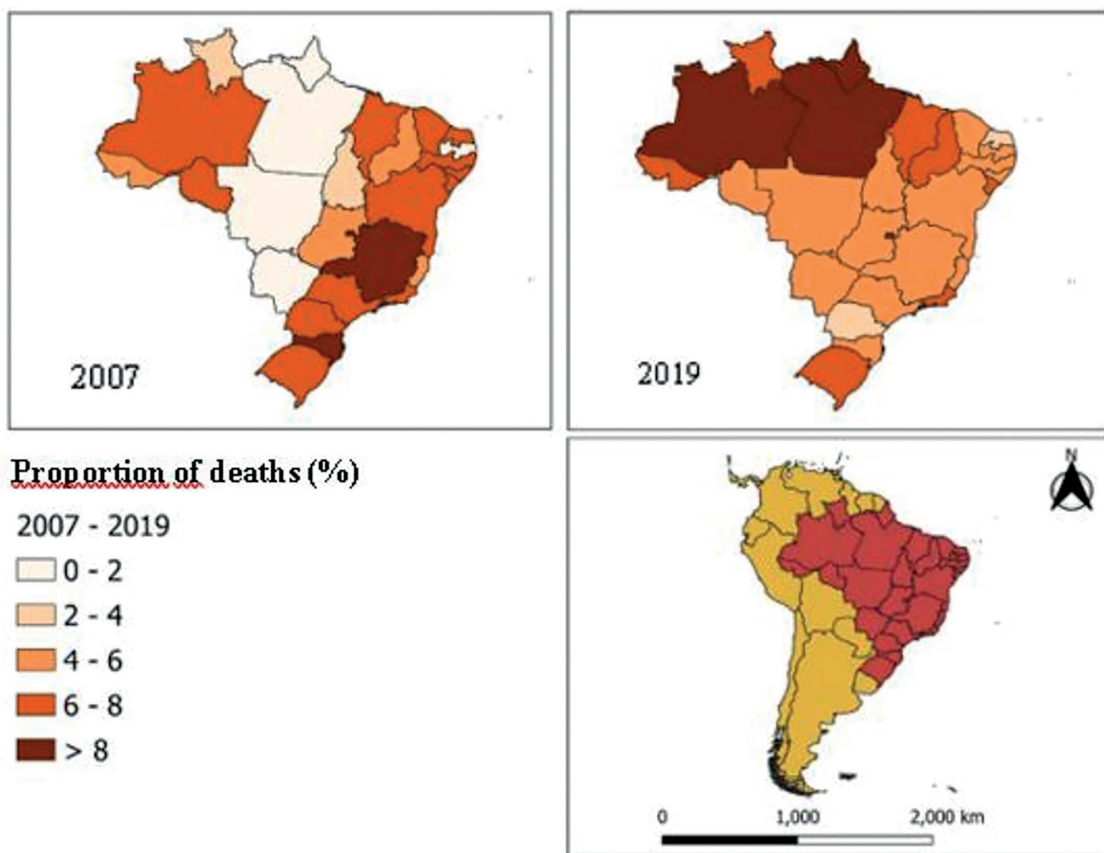 2007
2019
Proportion of deaths (%)
2007 - 2019
0 - 2
2 - 4
4 - 6
6 - 8
> 8
N
0 1,000 2,000 km